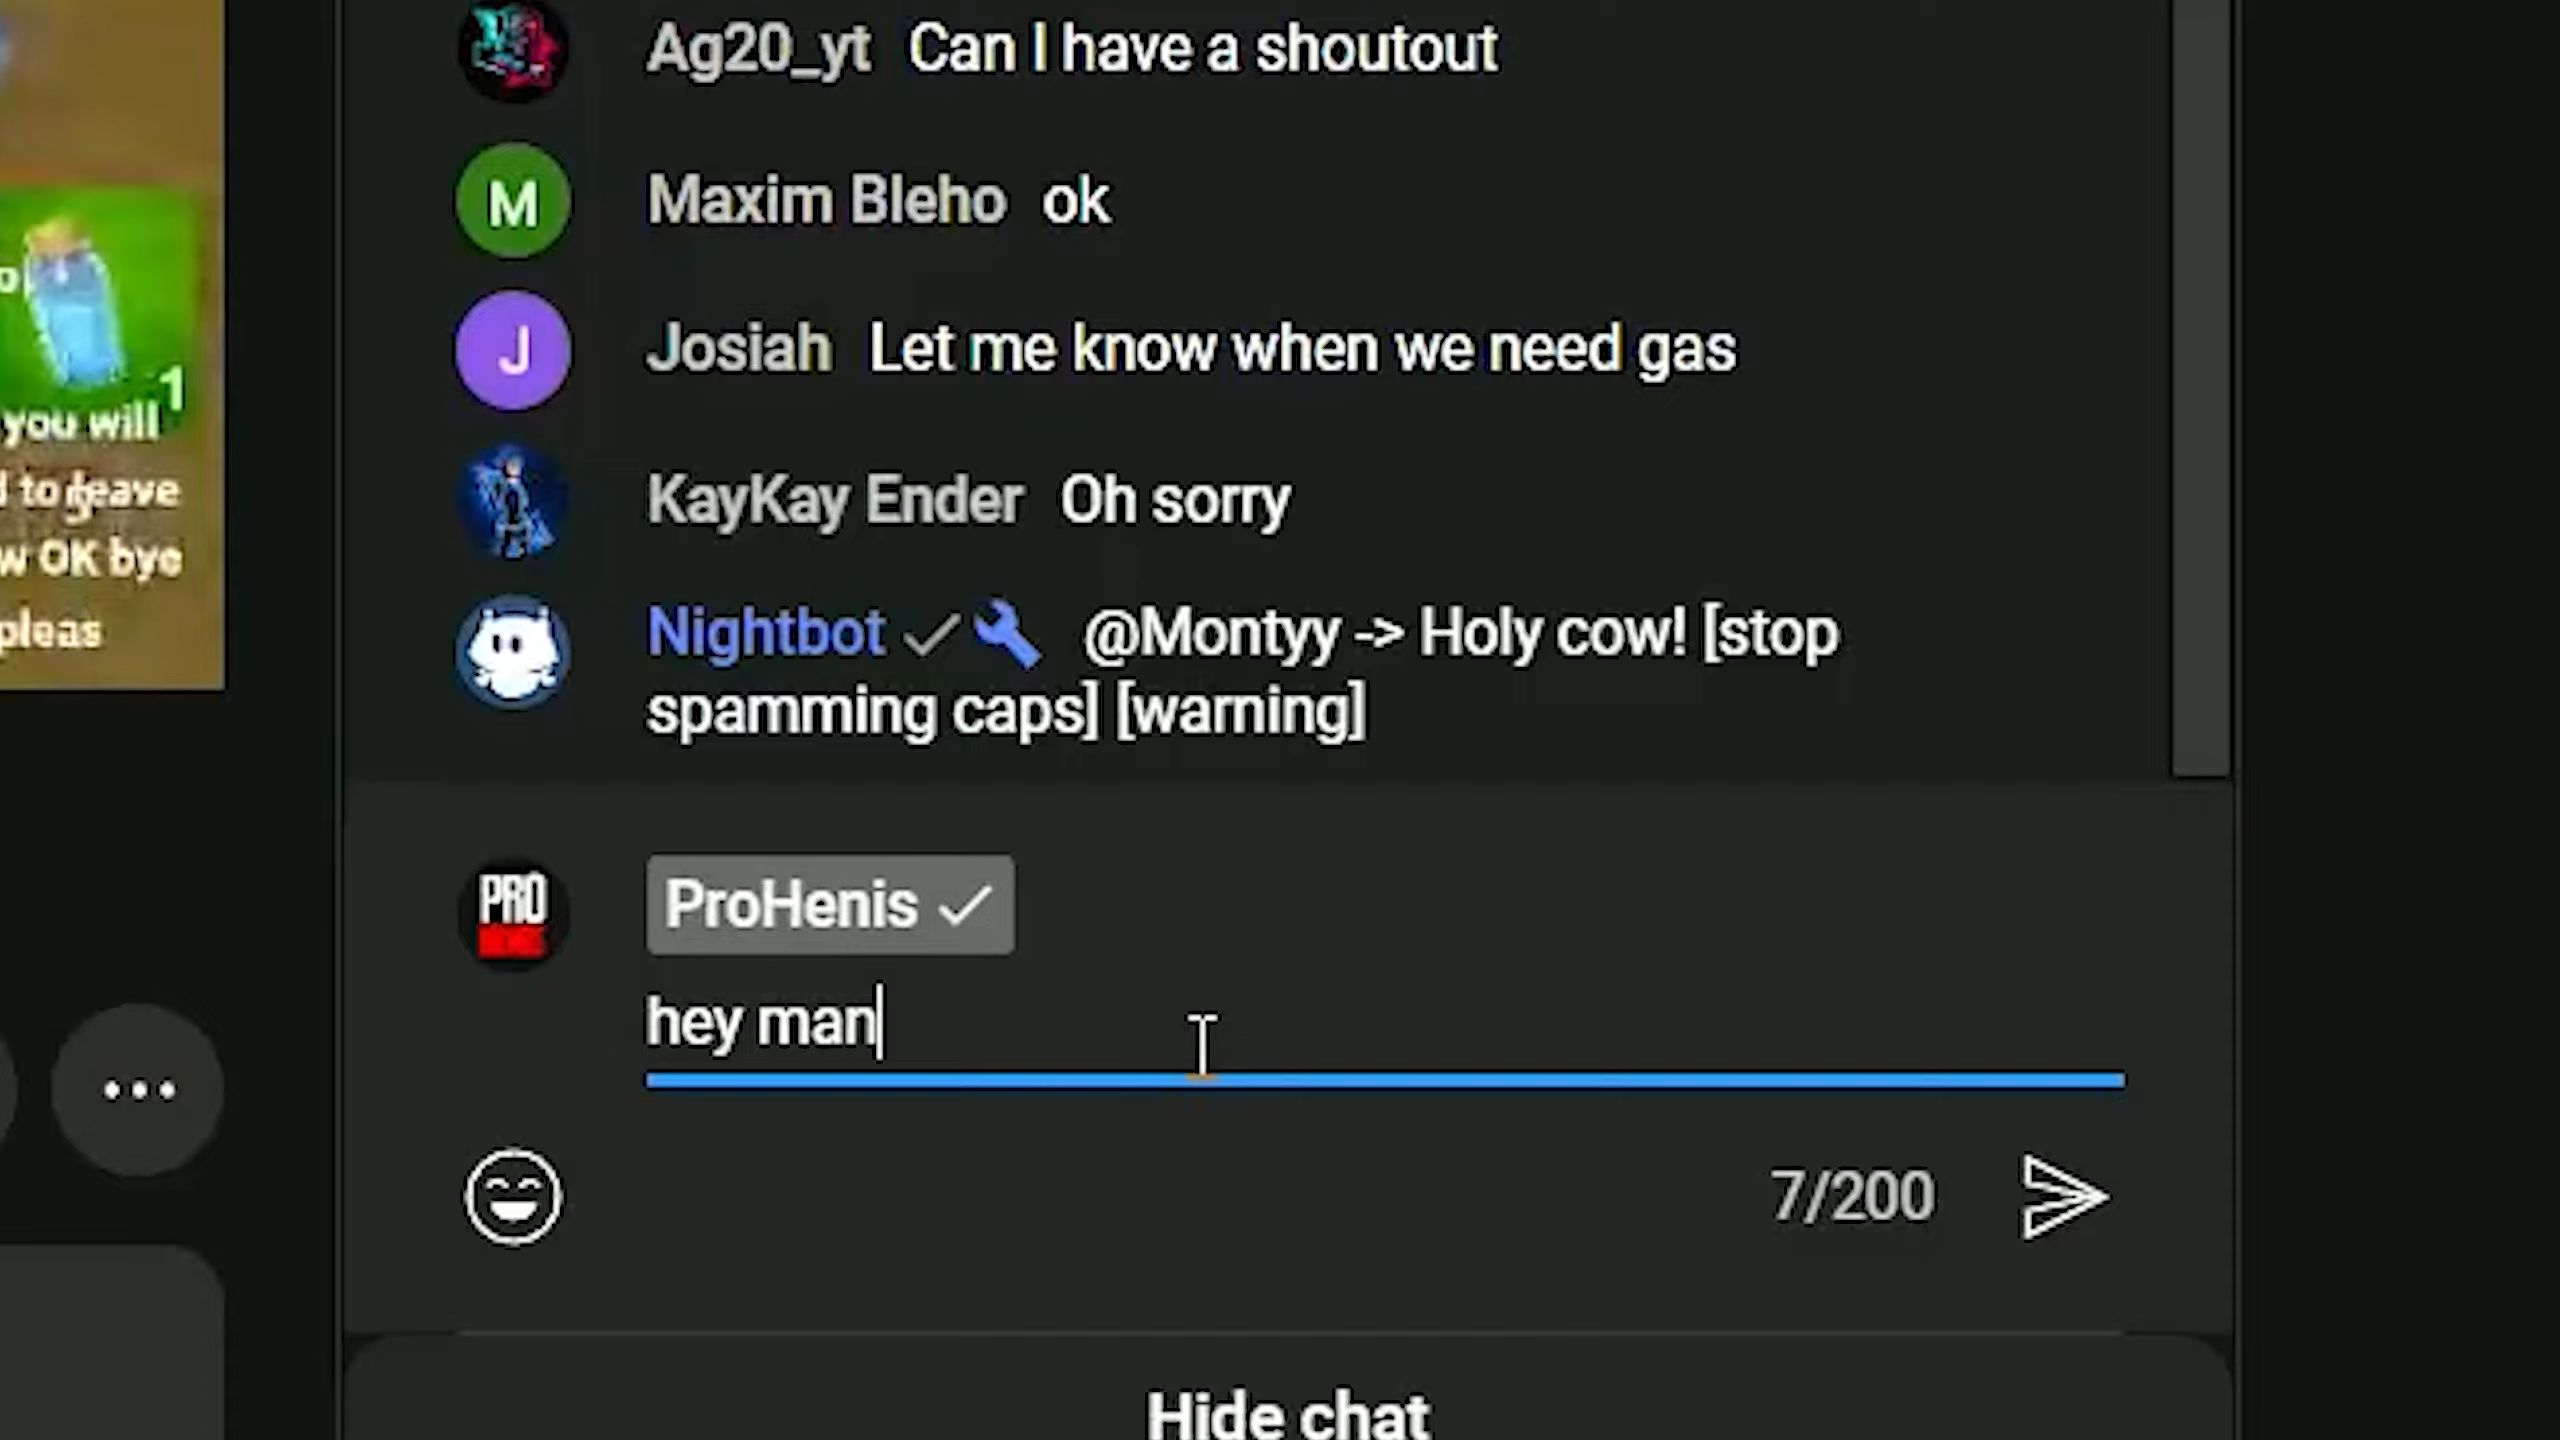 Ag20_yt Can I have a shoutout
M Maxim Bleho ok
J Josiah Let me know when we need gas
KayKay Ender Oh sorry
Nightbot @Montyy -> Holy cow! [stop
spamming caps] [warning]
1
you will
to leave
w OK bye
pleas
PRO
ProHenis
hey man
7/200
Hide chat